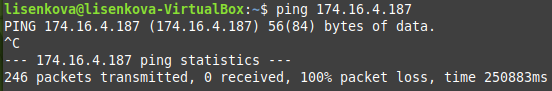 lisenkova@lisenkova-VirtualBox:~$ ping 174.16.4.187
PING 174.16.4.187 (174.16.4.187) 56(84) bytes of data.
^C
--- 174.16.4.187 ping statistics ---
246 packets transmitted, 0 received, 100% packet loss, time 250883ms